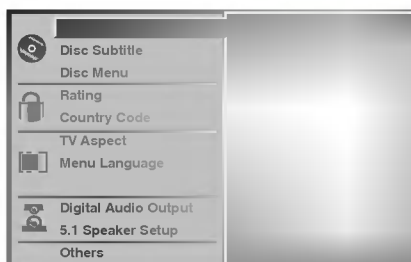 Disc Subtitle
Disc Menu
Rating
Country Code
TV Aspect
Menu Language
Digital Audio Output
5.1 Speaker Setup
Others